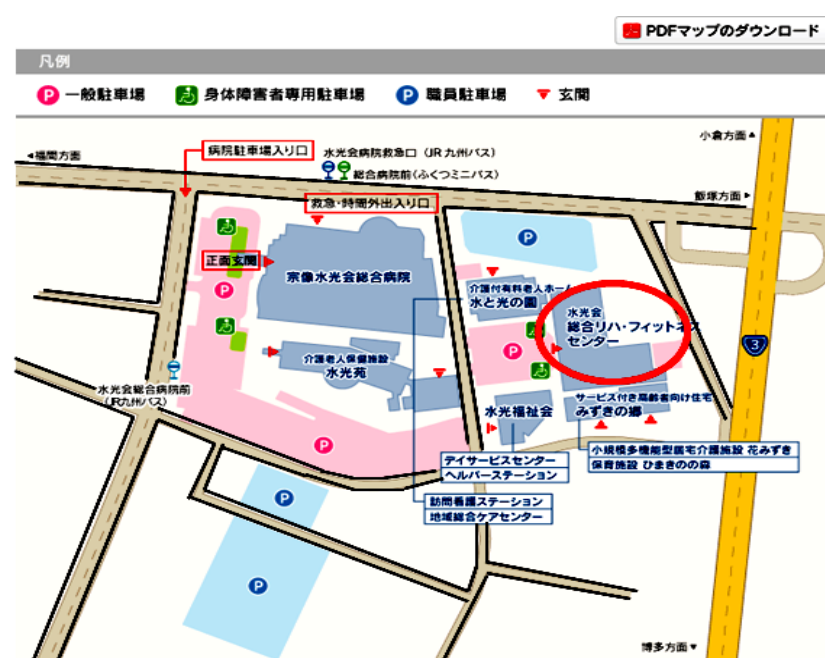 PDFマップのダウンロード
凡例
P 一般駐車場
身体障害者専用駐車場
P 職員駐車場
玄関
小倉方面▲
◀福間方面
病院駐車場入り口
水光会病院救急口（JR九州バス）
総合病院前(ふくつミニバス)
飯塚方面▶
救急・時間外出入り口
P
正面玄関
宗像水光会総合病院
介護付有料老人ホーム
水と光の園
P
水光会
総合リハ・フィットネス
センター
3
P
介護老人保健施設
水光苑
水光会総合病院前
(JR九州バス)
サービス付き高齢者向け住宅
みずきの郷
水光福祉会
P
小規模多機能型居宅介護施設 花みずき
保育施設 ひまきのの森
デイサービスセンター
ヘルパーステーション
P
訪問看護ステーション
地域総合ケアセンター
P
博多方面▼